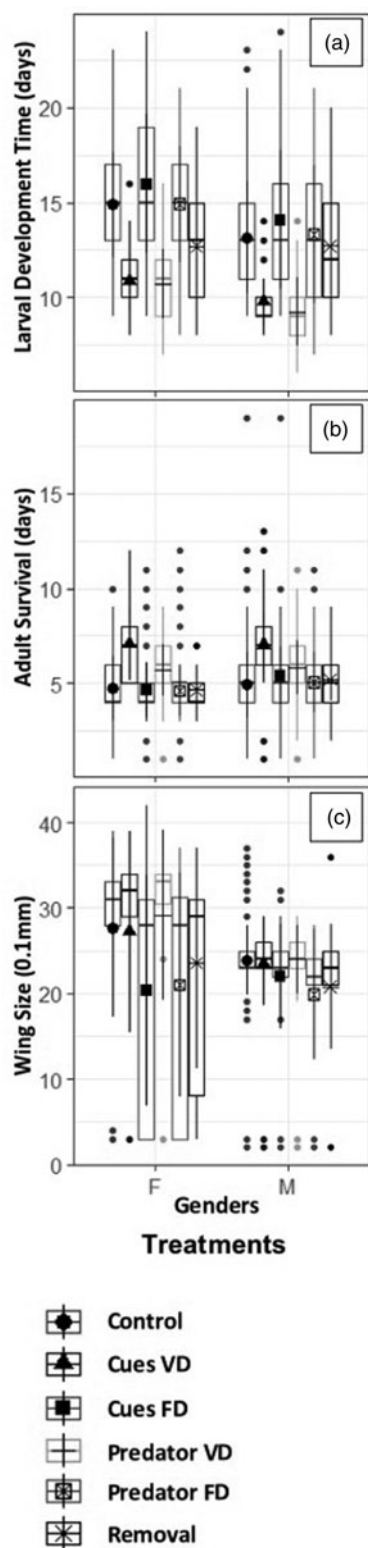 (a)
Larval Development Time (days)
20
15
10
(b)
Adult Survival (days)
15
10
5
(c)
Wing Size (0.1mm)
40
30
20
10
0
F
M
Genders
Treatments
Control
Cues VD
Cues FD
Predator VD
Predator FD
Removal